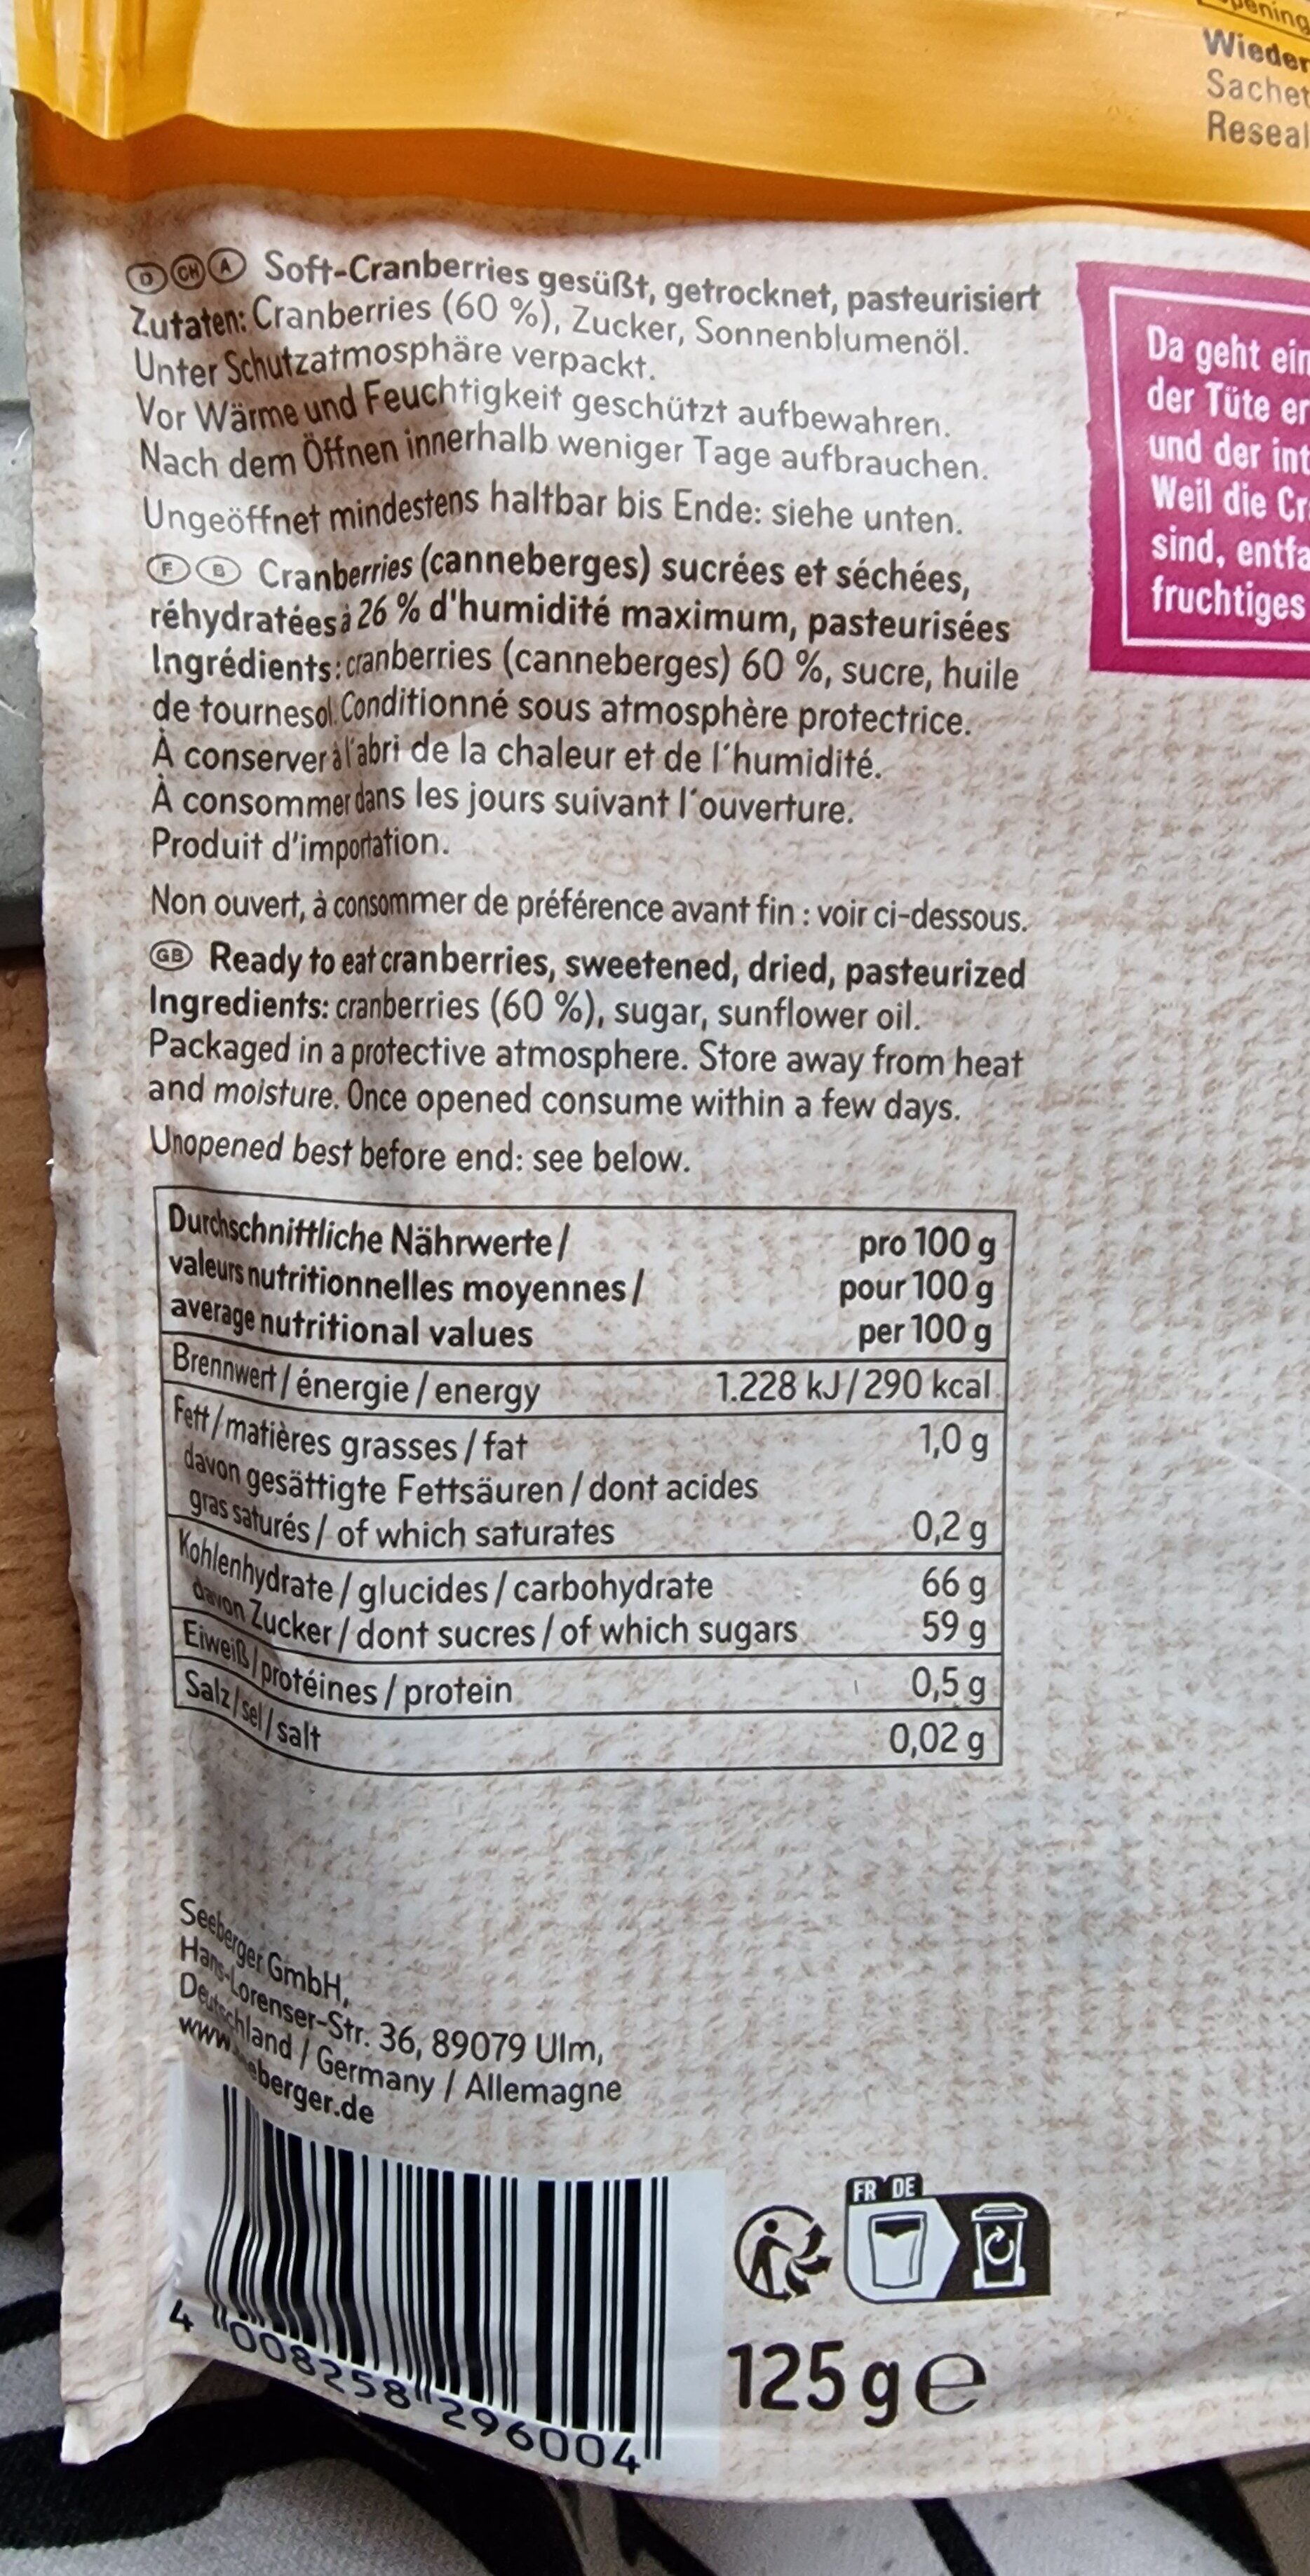 pening
Wieder
Sachet
Reseal
D CH A Soft-Cranberries gesüßt, getrocknet, pasteurisiert
Zutaten: Cranberries (60 %), Zucker, Sonnenblumenöl.
Unter Schutzatmosphäre verpackt.
Vor Wärme und Feuchtigkeit geschützt aufbewahren.
Nach dem Öffnen innerhalb weniger Tage aufbrauchen.
Ungeöffnet mindestens haltbar bis Ende: siehe unten.
F B Cranberries (canneberges) sucrées et séchées,
réhydratées à 26 % d'humidité maximum, pasteurisées
Ingrédients: cranberries (canneberges) 60 %, sucre, huile
de tournesol. Conditionné sous atmosphère protectrice.
À conserver à l'abri de la chaleur et de l'humidité.
À consommer dans les jours suivant l'ouverture.
Produit d'importation.
Non ouvert, à consommer de préférence avant fin : voir ci-dessous.
GB Ready to eat cranberries, sweetened, dried, pasteurized
Ingredients: cranberries (60 %), sugar, sunflower oil.
Packaged in a protective atmosphere. Store away from heat
and moisture. Once opened consume within a few days.
Unopened best before end: see below.
Da geht ein
der Tüte er
und der int
Weil die Cr
sind, entfa
fruchtiges
Durchschnittliche Nährwerte / pro 100 g
valeurs nutritionnelles moyennes / pour 100 g
average nutritional values per 100 g
Brennwert / énergie / energy 1.228 kJ / 290 kcal
Fett / matières grasses / fat 1,0 g
davon gesättigte Fettsäuren / dont acides
gras saturés / of which saturates 0,2 g
Kohlenhydrate / glucides / carbohydrate 66 g
davon Zucker / dont sucres / of which sugars 59 g
Eiweiß / protéines / protein 0,5 g
Salz / sel / salt 0,02 g
Seeberger GmbH,
Hans-Lorenser-Str. 36, 89079 Ulm,
Deutschland / Germany / Allemagne
www.seeberger.de
FR DE
4 008258 296004
125 g e